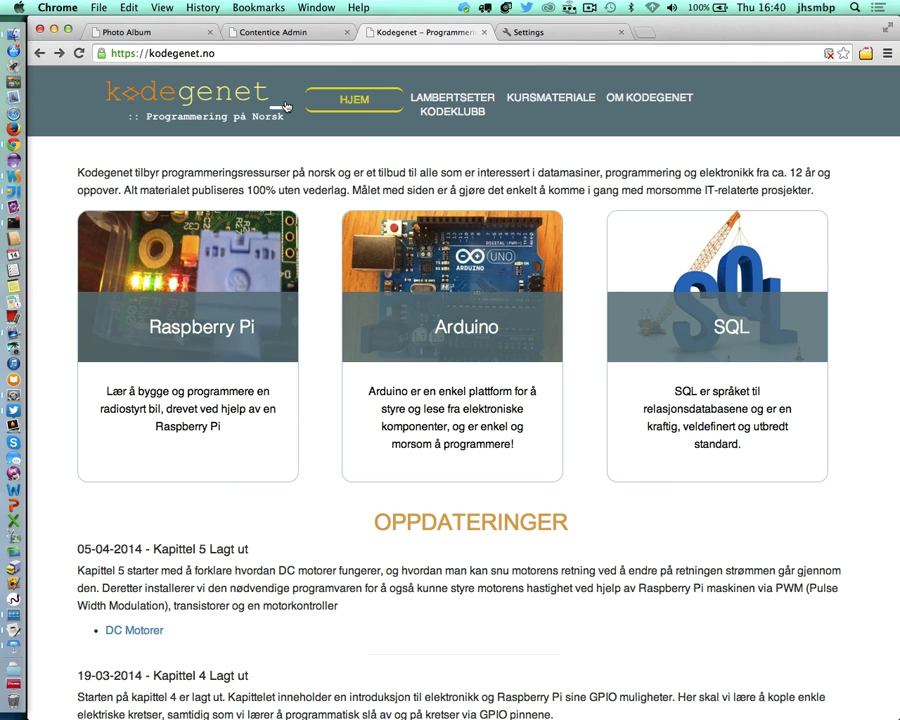 Chrome File Edit View History Bookmarks Window Help 100% Thu 16:40 jhsmbp
Photo Album Contentice Admin Kodegenet – Programmerin Settings
https://kodegenet.no
kodegenet_
:: Programmering på Norsk
HJEM LAMBERTSETER KODEKLUBB KURSMATERIALE OM KODEGENET
Kodegenet tilbyr programmeringsressurser på norsk og er et tilbud til alle som er interessert i datamasiner, programmering og elektronikk fra ca. 12 år og
oppover. Alt materialet publiseres 100% uten vederlag. Målet med siden er å gjøre det enkelt å komme i gang med morsomme IT-relaterte prosjekter.
Raspberry Pi
Lær å bygge og programmere en
radiostyrt bil, drevet ved hjelp av en
Raspberry Pi
DIGITAL (PWM~)
UNO
ARDUINO
Arduino
Arduino er en enkel plattform for å
styre og lese fra elektroniske
komponenter, og er enkel og
morsom å programmere!
SQL
SQL
SQL er språket til
relasjonsdatabasene og er en
kraftig, veldefinert og utbredt
standard.
OPPDATERINGER
05-04-2014 - Kapittel 5 Lagt ut
Kapittel 5 starter med å forklare hvordan DC motorer fungerer, og hvordan man kan snu motorens retning ved å endre på retningen strømmen går gjennom
den. Deretter installerer vi den nødvendige programvaren for å også kunne styre motorens hastighet ved hjelp av Raspberry Pi maskinen via PWM (Pulse
Width Modulation), transistorer og en motorkontroller
• DC Motorer
19-03-2014 - Kapittel 4 Lagt ut
Starten på kapittel 4 er lagt ut. Kapittelet inneholder en introduksjon til elektronikk og Raspberry Pi sine GPIO muligheter. Her skal vi lære å kople enkle
elektriske kretser, samtidig som vi lærer å programmatisk slå av og på kretser via GPIO pinnene.